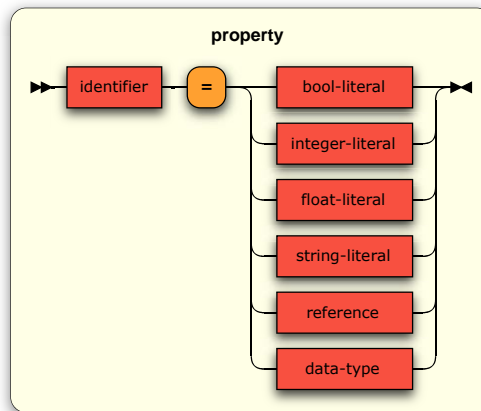 property
identifier = bool-literal
integer-literal
float-literal
string-literal
reference
data-type